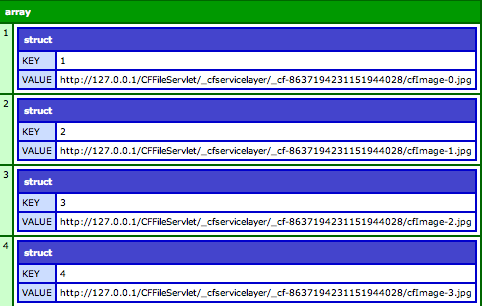 array
1
struct
KEY 1
VALUE http://127.0.0.1/CFFileServlet/_cfservicelayer/_cf-8637194231151944028/cfImage-0.jpg
2
struct
KEY 2
VALUE http://127.0.0.1/CFFileServlet/_cfservicelayer/_cf-8637194231151944028/cfImage-1.jpg
3
struct
KEY 3
VALUE http://127.0.0.1/CFFileServlet/_cfservicelayer/_cf-8637194231151944028/cfImage-2.jpg
4
struct
KEY 4
VALUE http://127.0.0.1/CFFileServlet/_cfservicelayer/_cf-8637194231151944028/cfImage-3.jpg